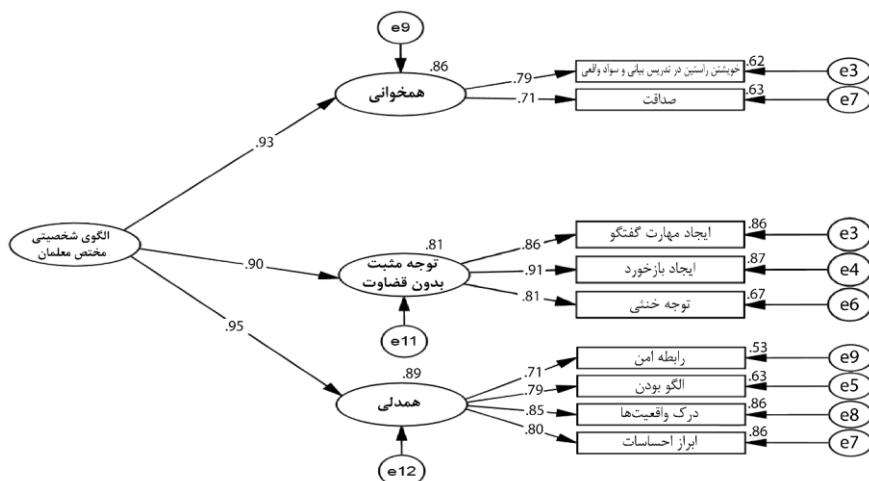 e9
.86
همخوانی
.79
خویشتن راستین در تدریس بیانی و سواد واقعی
.62
e3
.71
صداقت
.63
e7
.93
الگوی شخصیتی
مختص معلمان
.90
.81
توجه مثبت
بدون قضاوت
e11
.86
ایجاد مهارت گفتگو
.86
e3
.91
ایجاد بازخورد
.87
e4
.81
توجه خنثی
.67
e6
.95
.89
همدلی
e12
.71
رابطه امن
.53
e9
.79
الگو بودن
.63
e5
.85
درک واقعیت‌ها
.86
e8
.80
ابراز احساسات
.86
e7